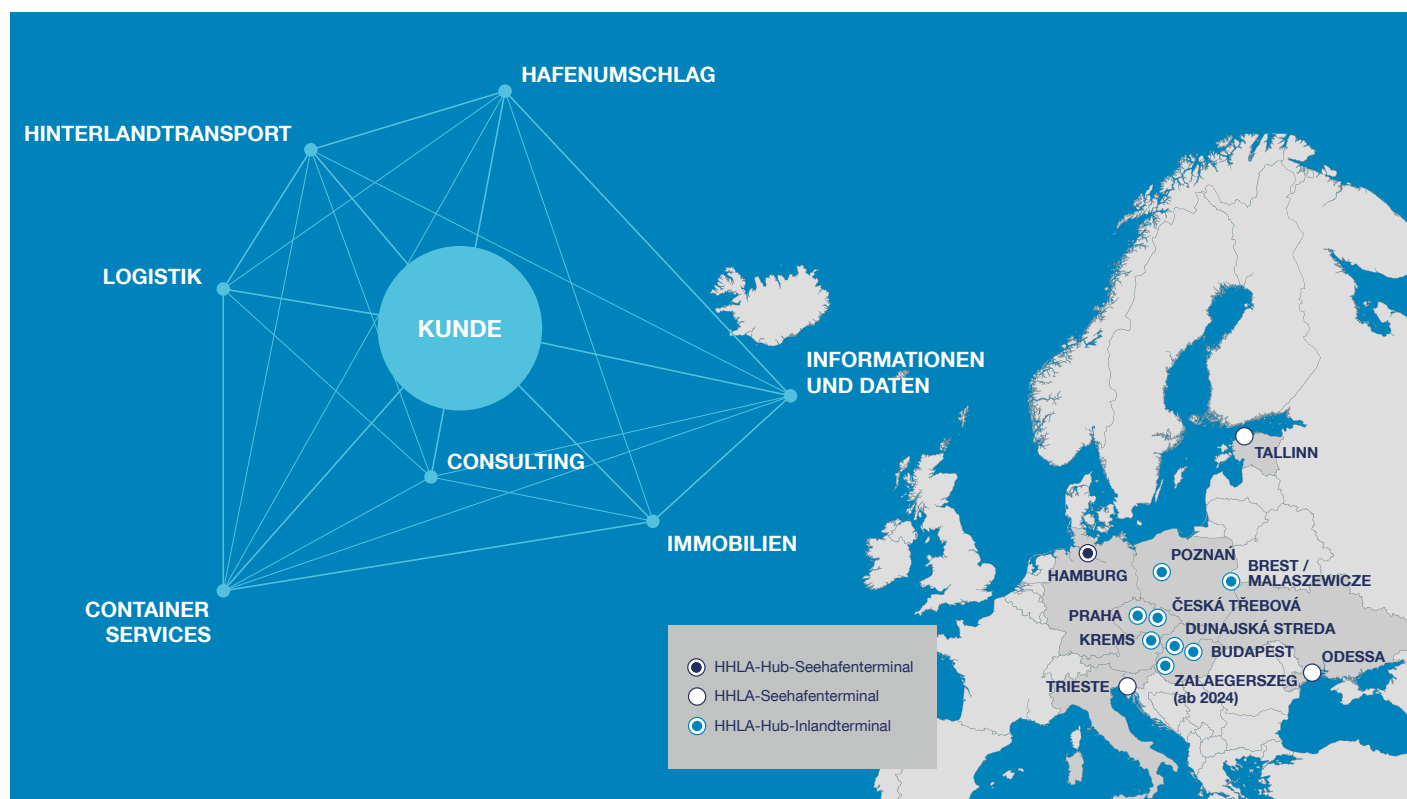 HAFENUMSCHLAG
HINTERLANDTRANSPORT
LOGISTIK
KUNDE
INFORMATIONEN
UND DATEN
CONSULTING
IMMOBILIEN
CONTAINER
SERVICES
TALLINN
HAMBURG
POZNAŃ
BREST /
MALASZEWICZE
PRAHA
ČESKÁ TŘEBOVÁ
KREMS
DUNAJSKÁ STREDA
BUDAPEST
ODESSA
TRIESTE
ZALAEGERSZEG
(ab 2024)
HHLA-Hub-Seehafenterminal
HHLA-Seehafenterminal
HHLA-Hub-Inlandterminal